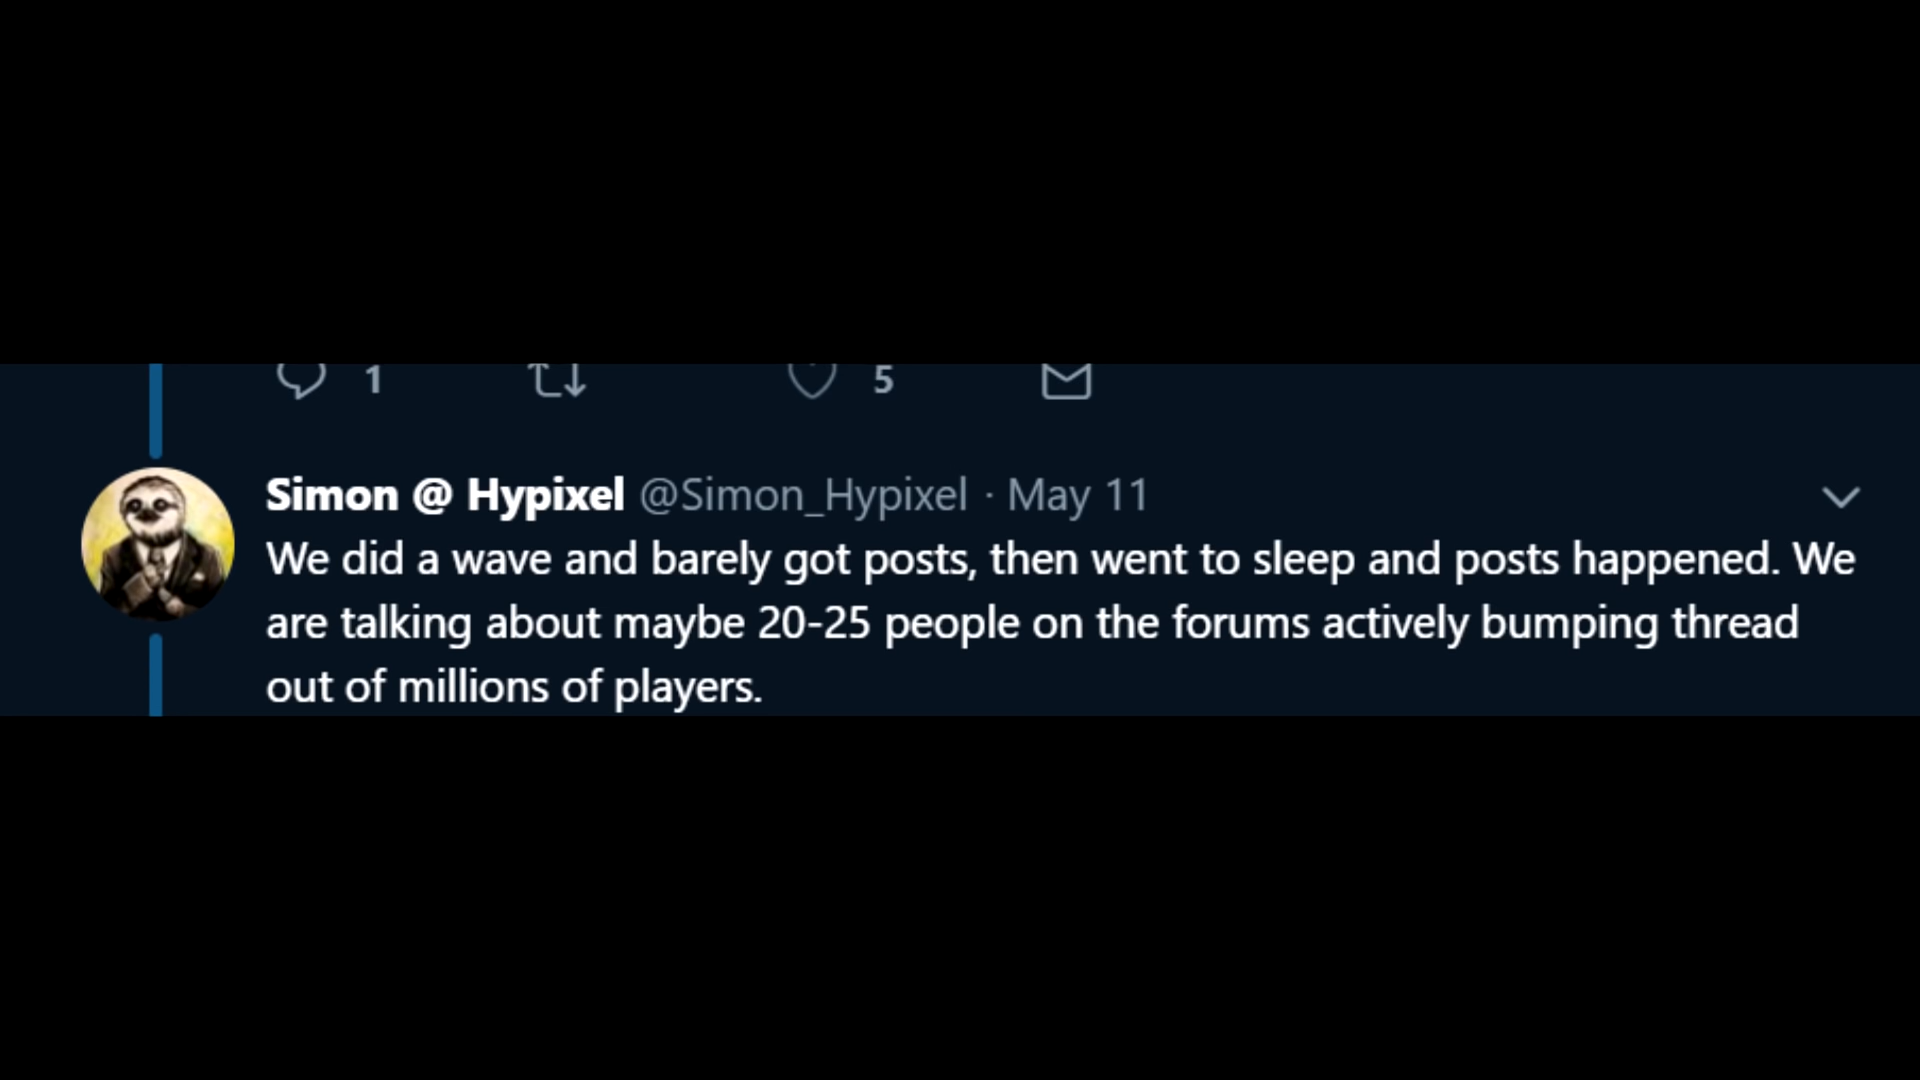 1 5
Simon @ Hypixel @Simon_Hypixel · May 11
We did a wave and barely got posts, then went to sleep and posts happened. We
are talking about maybe 20-25 people on the forums actively bumping thread
out of millions of players.